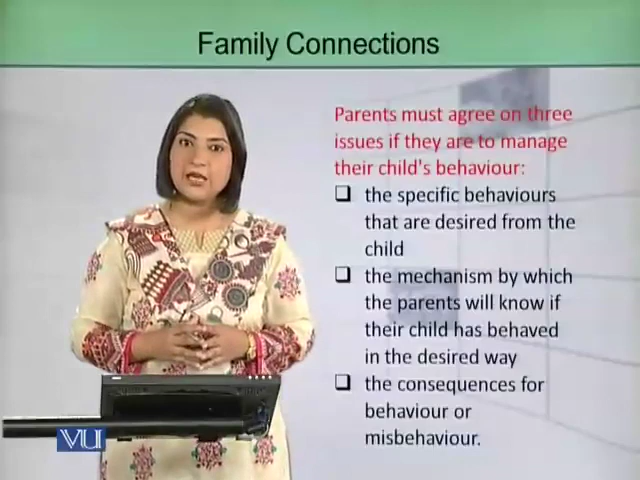 Family Connections
Parents must agree on three
issues if they are to manage
their child's behaviour:
the specific behaviours
that are desired from the
child
the mechanism by which
the parents will know if
their child has behaved
in the desired way
the consequences for
behaviour or
misbehaviour.
VU